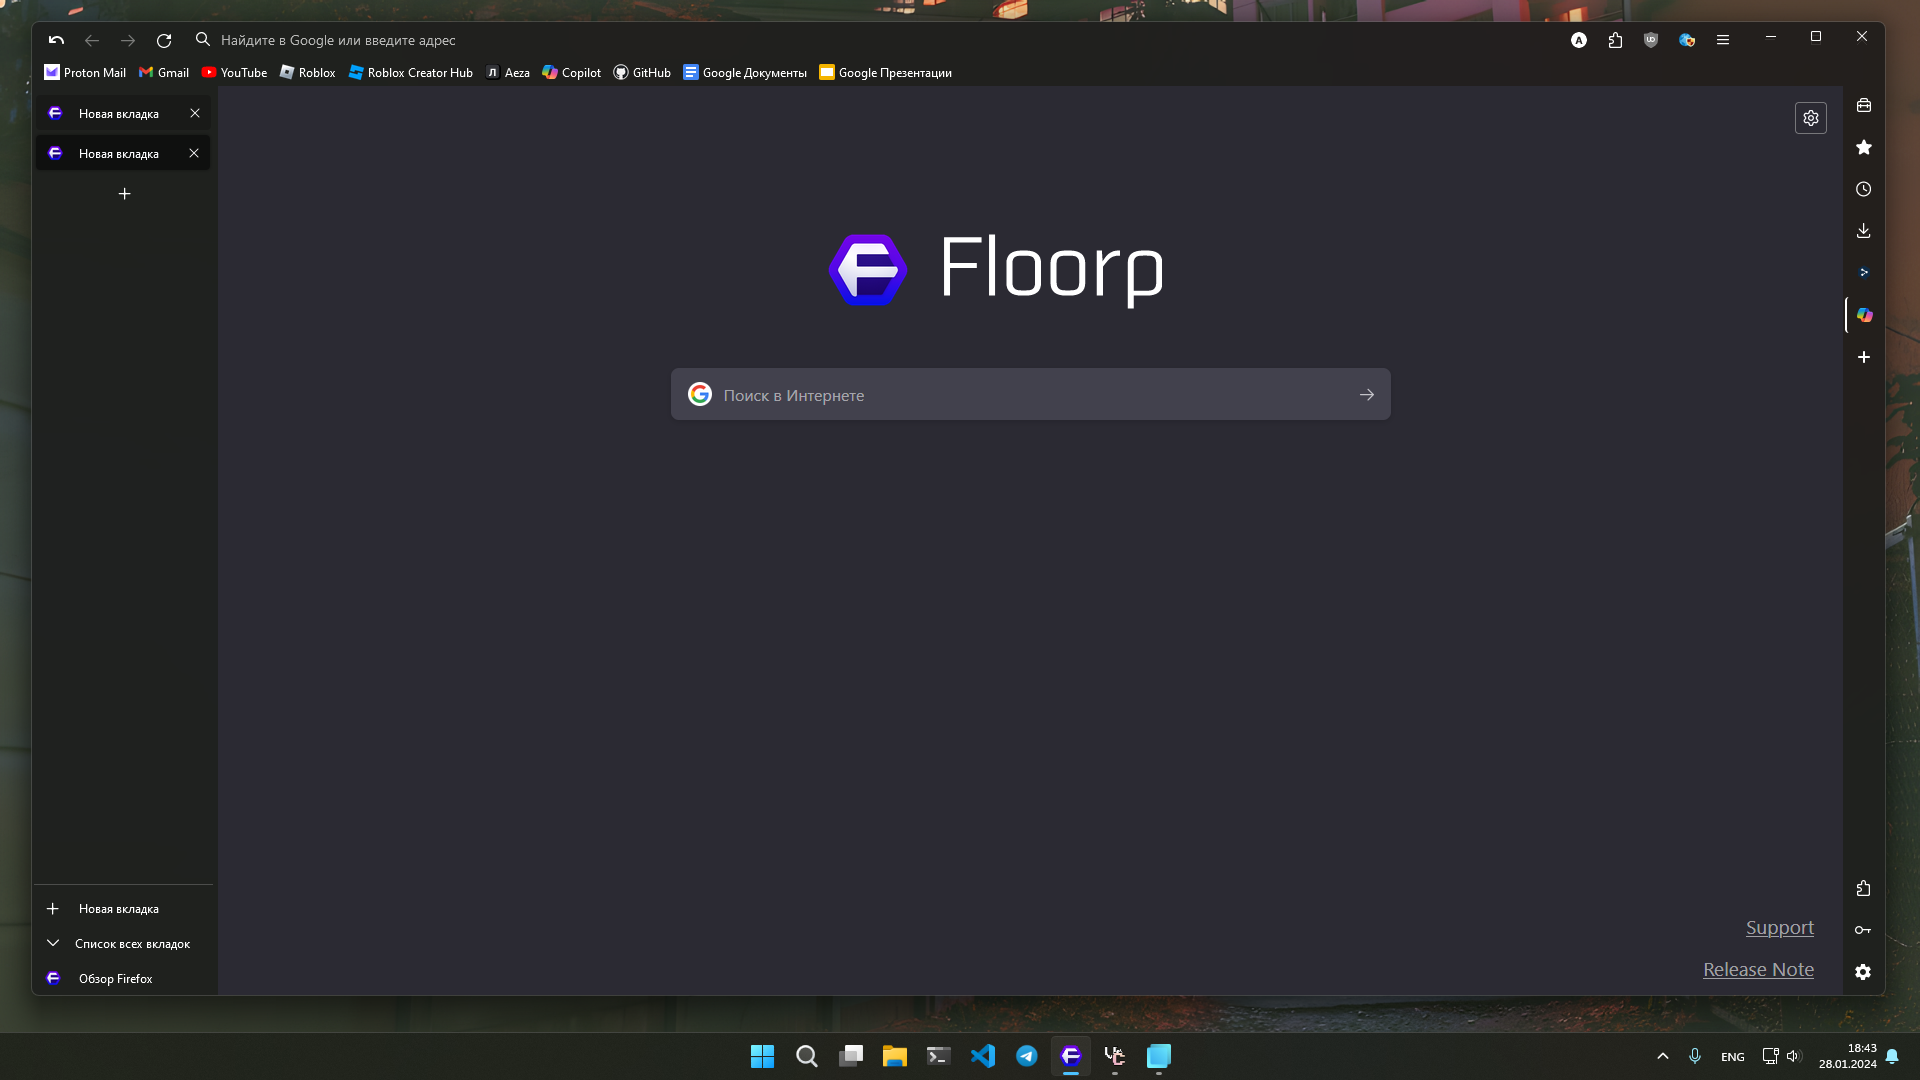 Найдите в Google или введите адрес
A
UD
Proton Mail Gmail YouTube Roblox Roblox Creator Hub Л Aeza Copilot GitHub Google Документы Google Презентации
Новая вкладка
Новая вкладка
Floorp
Поиск в Интернете
Новая вкладка
Список всех вкладок
Обзор Firefox
Support
Release Note
ENG
18:43
28.01.2024